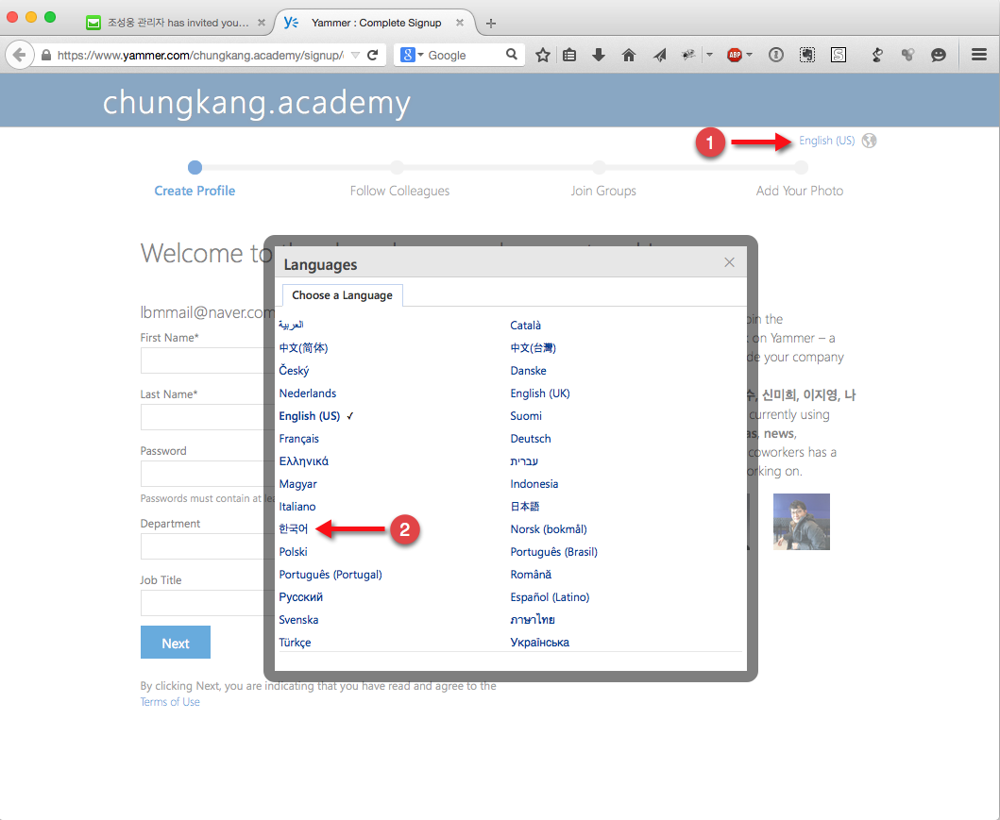 조성웅 관리자 has invited you...
Yammer : Complete Signup
https://www.yammer.com/chungkang.academy/signup/
8
Google
ABP
S
chungkang.academy
1
English (US)
Create Profile
Follow Colleagues
Join Groups
Add Your Photo
Welcome to
Languages
Choose a Language
العربية
Català
中文(简体)
中文(台灣)
Český
Danske
Nederlands
English (UK)
English (US) ✓
Suomi
Français
Deutsch
Ελληνικά
עברית
Magyar
Indonesia
Italiano
日本語
한국어
2
Norsk (bokmål)
Polski
Português (Brasil)
Português (Portugal)
Română
Русский
Español (Latino)
Svenska
ภาษาไทย
Türkçe
Українська
lbmmail@naver.com
First Name*
Last Name*
Password
Passwords must contain at
Department
Job Title
Next
the
on Yammer – a
your company
신미희, 이지영, 나
currently using
news,
coworkers has a
on.
By clicking Next, you are indicating that you have read and agree to the
Terms of Use